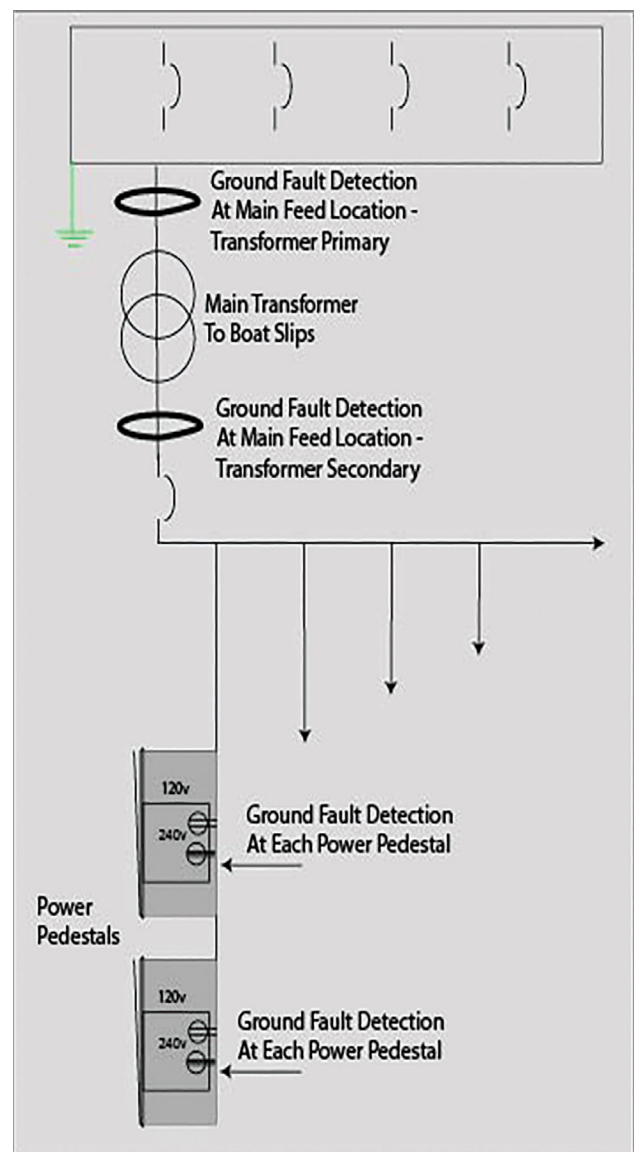 Ground Fault Detection
At Main Feed Location -
Transformer Primary
Main Transformer
To Boat Slips
Ground Fault Detection
At Main Feed Location -
Transformer Secondary
120v
240v
Ground Fault Detection
At Each Power Pedestal
Power
Pedestals
120v
240v
Ground Fault Detection
At Each Power Pedestal